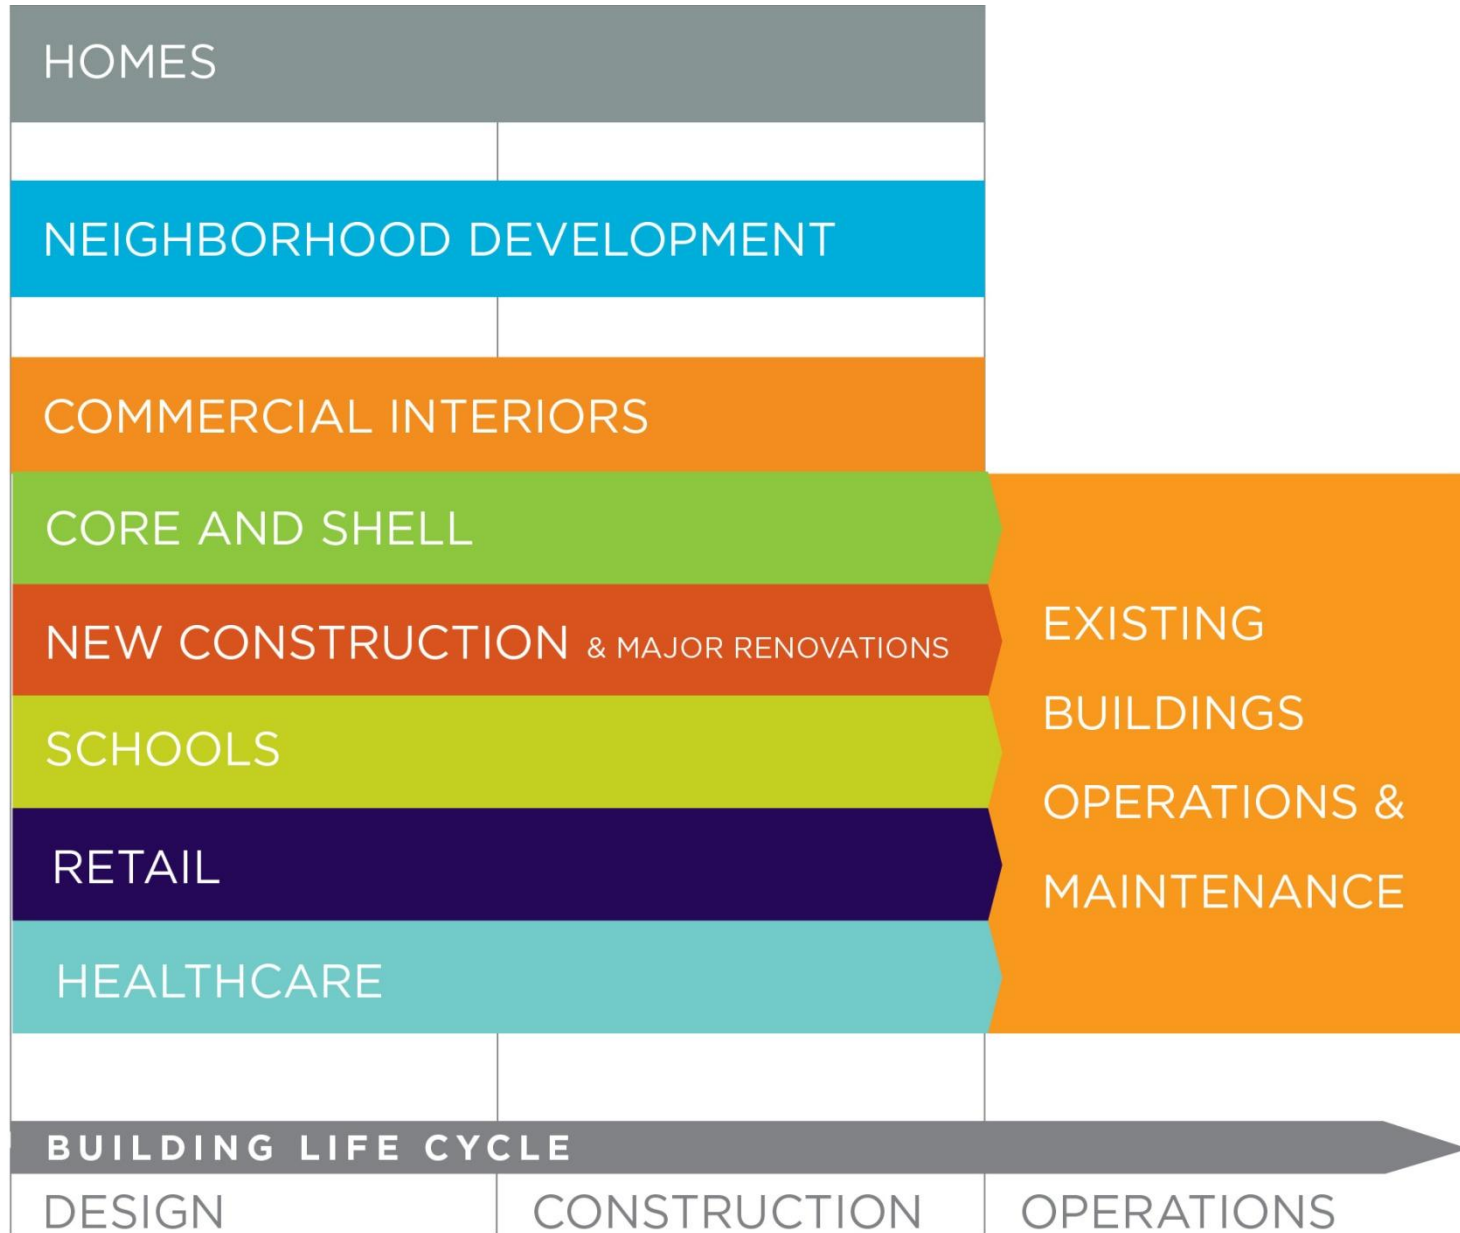 HOMES
NEIGHBORHOOD DEVELOPMENT
COMMERCIAL INTERIORS
CORE AND SHELL
NEW CONSTRUCTION & MAJOR RENOVATIONS
SCHOOLS
RETAIL
HEALTHCARE
EXISTING
BUILDINGS
OPERATIONS &
MAINTENANCE
BUILDING LIFE CYCLE
DESIGN
CONSTRUCTION
OPERATIONS